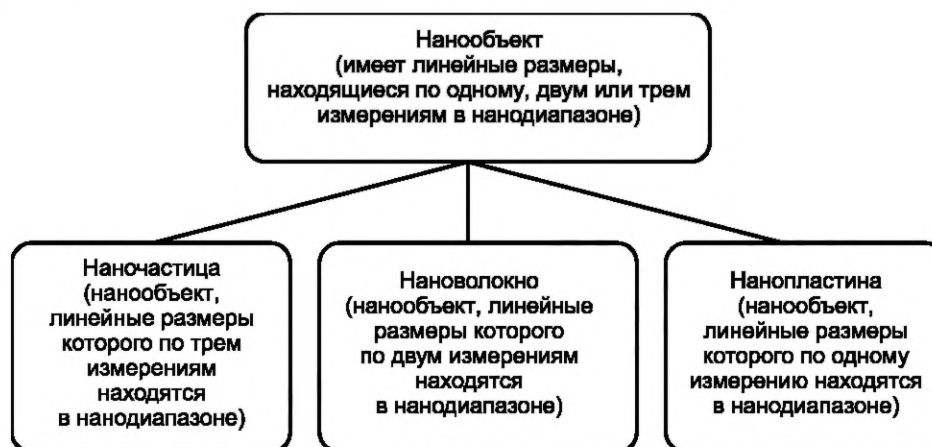 Нанообъект
(имеет линейные размеры,
находящиеся по одному, двум или трем
измерениям в нанодиапазоне)
Наночастица
(нанообъект,
линейные размеры
которого по трем
измерениям
находятся
в нанодиапазоне)
Нановолокно
(нанообъект, линейные
размеры которого
по двум измерениям
находятся
в нанодиапазоне)
Нанопластина
(нанообъект,
линейные размеры
которого по одному
измерению находятся
в нанодиапазоне)